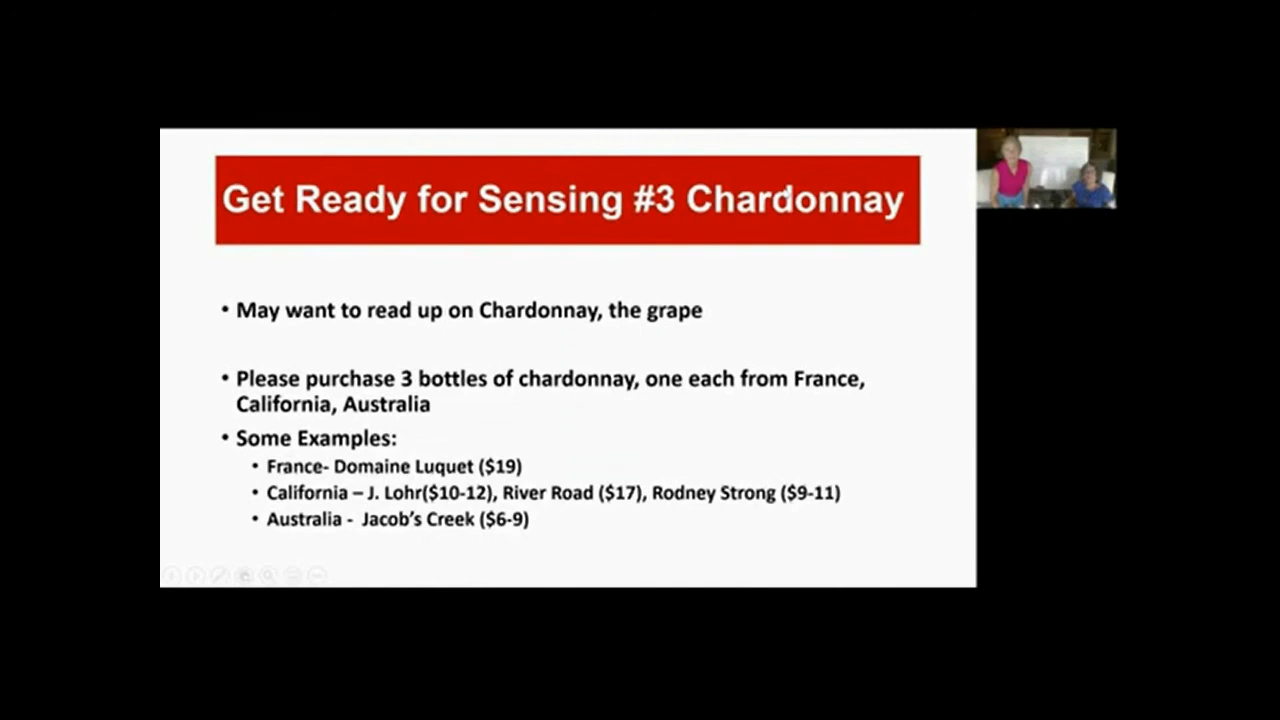 Get Ready for Sensing #3 Chardonnay
• May want to read up on Chardonnay, the grape
• Please purchase 3 bottles of chardonnay, one each from France,
California, Australia
• Some Examples:
• France- Domaine Luquet ($19)
• California – J. Lohr($10-12), River Road ($17), Rodney Strong ($9-11)
• Australia - Jacob's Creek ($6-9)